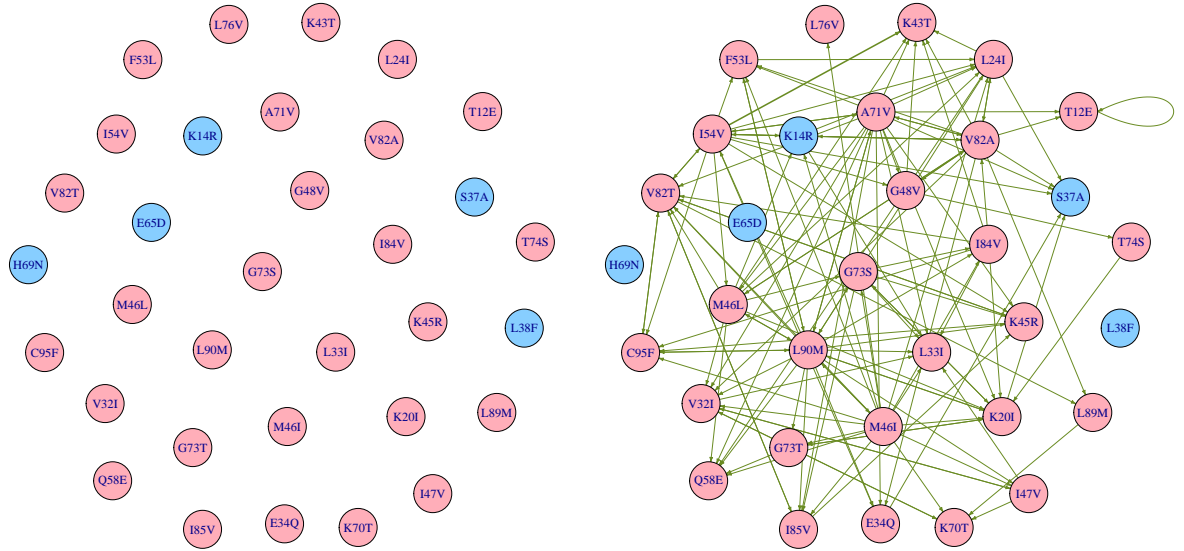 L76V
K43T
F53L
L24I
A71V
T12E
I54V
K14R
V82A
V82T
G48V
S37A
E65D
T74S
I84V
H69N
G73S
M46L
K45R
L38F
C95F
L90M
L33I
V32I
L89M
K20I
M46I
G73T
Q58E
I47V
E34Q
K70T
I85V
L76V
K43T
F53L
L24I
A71V
T12E
I54V
K14R
V82A
V82T
G48V
S37A
E65D
T74S
I84V
H69N
G73S
M46L
K45R
L38F
C95F
L90M
L33I
V32I
L89M
K20I
M46I
G73T
Q58E
I47V
E34Q
K70T
I85V